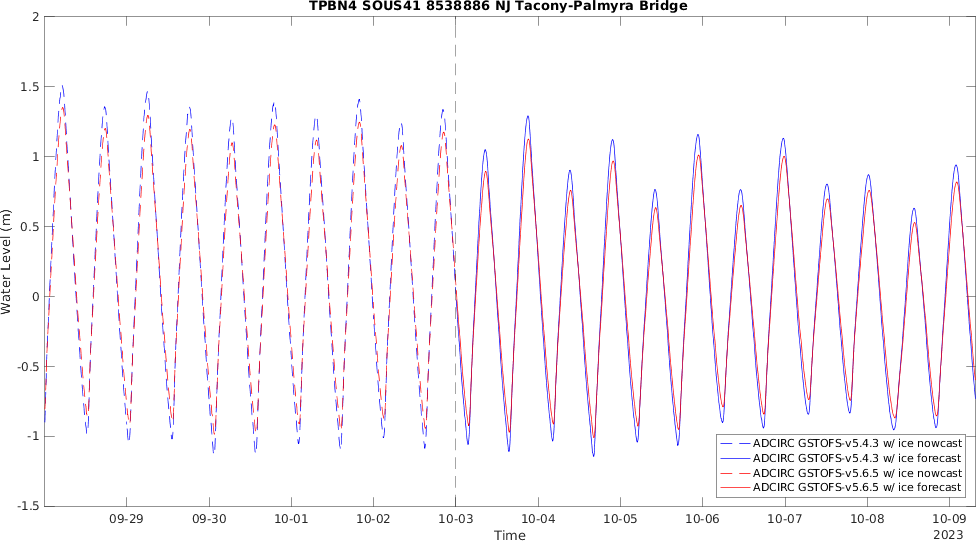 TPBN4 SOUS41 8538886 NJ Tacony-Palmyra Bridge
2
1.5
1
0.5
0
-0.5
-1
-1.5
Water Level (m)
09-29 09-30 10-01 10-02 10-03 10-04 10-05 10-06 10-07 10-08 10-09
Time
2023
ADCIRC GSTOFS-v5.4.3 w/ ice nowcast
ADCIRC GSTOFS-v5.4.3 w/ ice forecast
ADCIRC GSTOFS-v5.6.5 w/ ice nowcast
ADCIRC GSTOFS-v5.6.5 w/ ice forecast